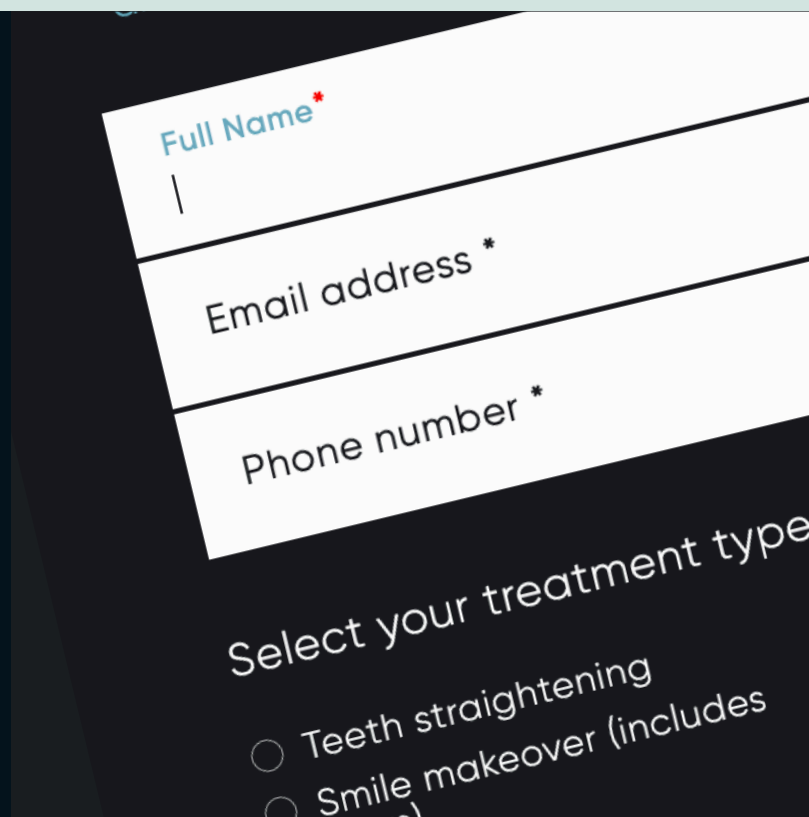 Full Name*
Email address *
Phone number *
Select your treatment type
Teeth straightening
Smile makeover (includes